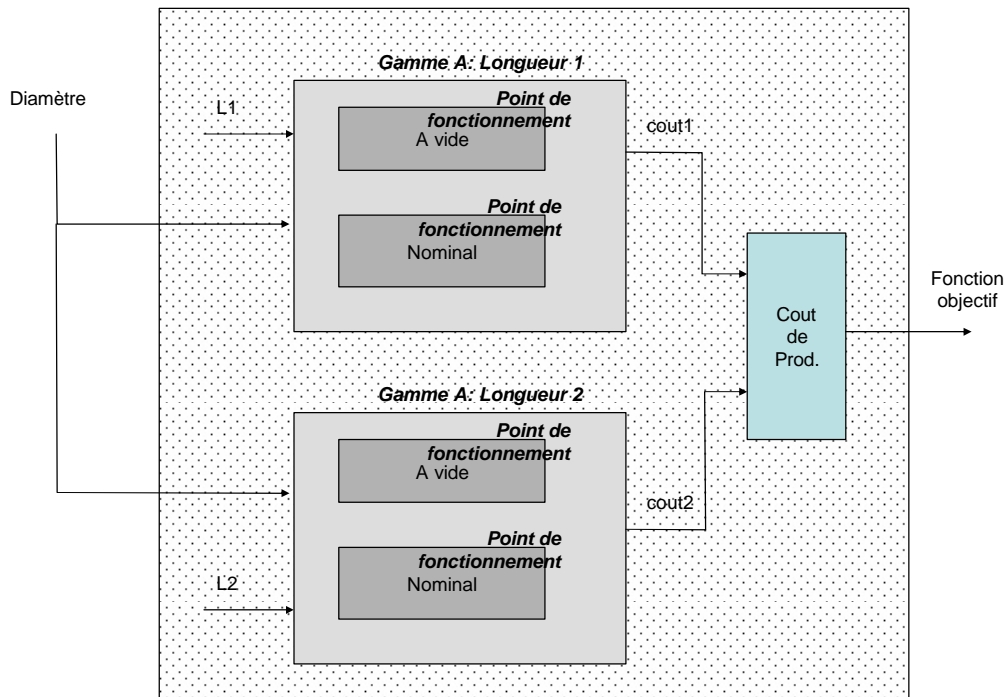 Gamme A: Longueur 1
Diamètre
L1
Point de
fonctionnement
A vide
cout1
Point de
fonctionnement
Nominal
Fonction
objectif
Cout
de
Prod.
Gamme A: Longueur 2
Point de
fonctionnement
A vide
cout2
Point de
fonctionnement
Nominal
L2